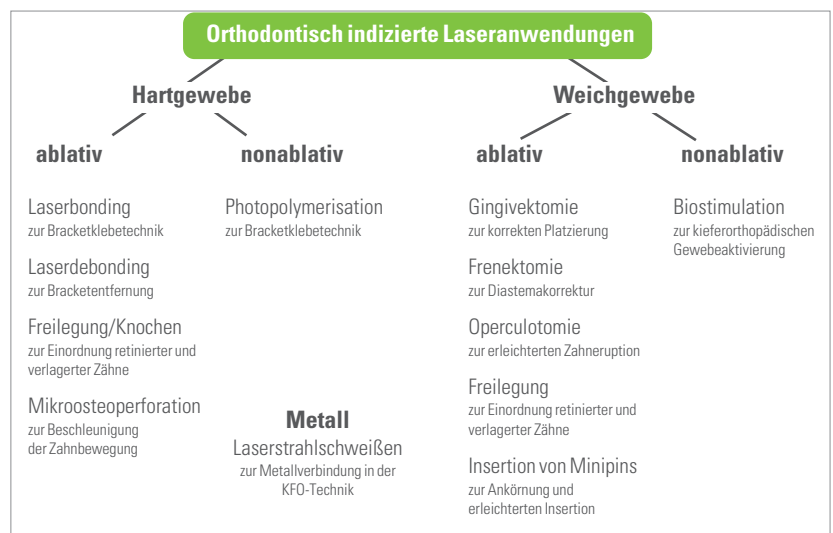 Orthodontisch indizierte Laseranwendungen
Hartgewebe
ablativ
Laserbonding
zur Bracketklebetechnik
Laserdebonding
zur Bracketentfernung
Freilegung/Knochen
zur Einordnung retinierter und
verlagerter Zähne
Mikroosteoperforation
zur Beschleunigung
der Zahnbewegung
nonablativ
Photopolymerisation
zur Bracketklebetechnik
Metall
Laserstrahlschweißen
zur Metallverbindung in der
KFO-Technik
Weichgewebe
ablativ
Gingivektomie
zur korrekten Platzierung
Frenektomie
zur Diastemakorrektur
Operculotomie
zur erleichterten Zahneruption
Freilegung
zur Einordnung retinierter und
verlagerter Zähne
Insertion von Minipins
zur Ankörnung und
erleichterten Insertion
nonablativ
Biostimulation
zur kieferorthopädischen
Gewebeaktivierung